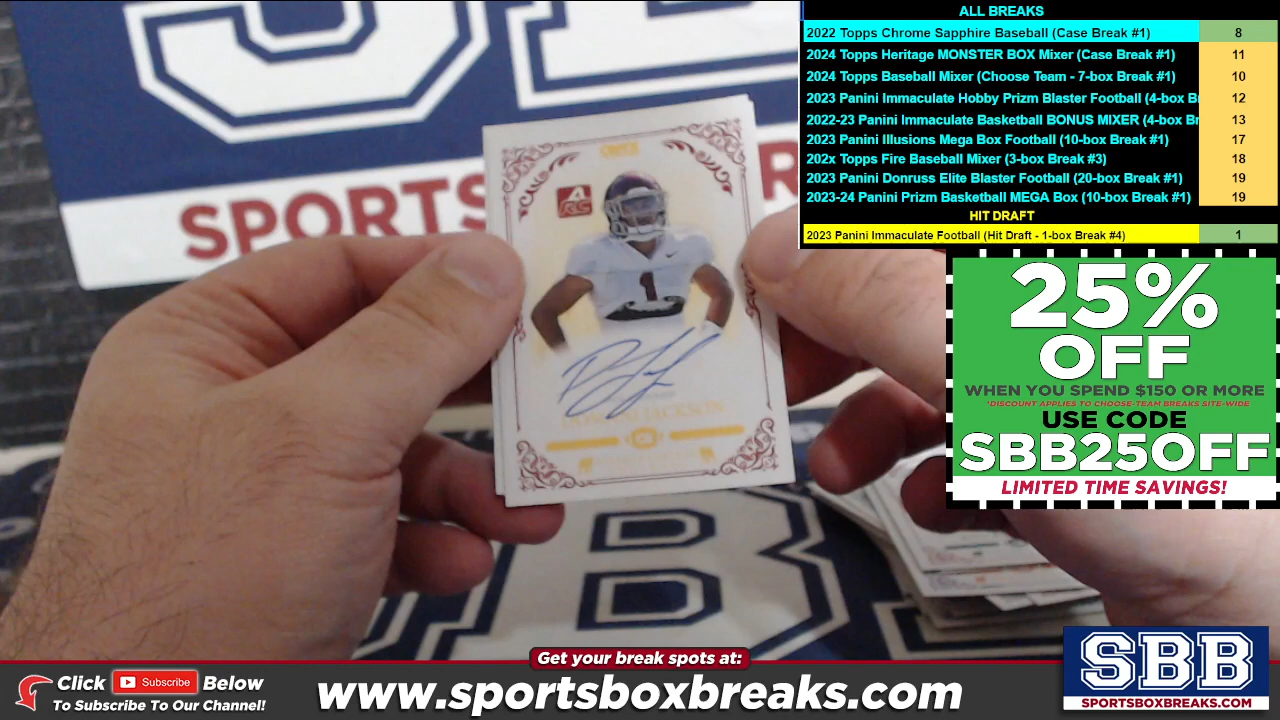 ALL BREAKS
2022 Topps Chrome Sapphire Baseball (Case Break #1) 8
2024 Topps Heritage MONSTER BOX Mixer (Case Break #1) 11
2024 Topps Baseball Mixer (Choose Team - 7-box Break #1) 10
2023 Panini Immaculate Hobby Prizm Blaster Football (4-box Br 12
2022-23 Panini Immaculate Basketball BONUS MIXER (4-box Br 13
2023 Panini Illusions Mega Box Football (10-box Break #1) 17
202x Topps Fire Baseball Mixer (3-box Break #3) 18
2023 Panini Donruss Elite Blaster Football (20-box Break #1) 19
2023-24 Panini Prizm Basketball MEGA Box (10-box Break #1) 19
HIT DRAFT
2023 Panini Immaculate Football (Hit Draft - 1-box Break #4) 1
25%
OFF
WHEN YOU SPEND $150 OR MORE
*DISCOUNT APPLIES TO CHOOSE-TEAM BREAKS SITE-WIDE
USE CODE
SBB25OFF
LIMITED TIME SAVINGS!
SPORTS
1
JACKSON
CB
B
Get your break spots at:
Click Subscribe Below
To Subscribe To Our Channel!
www.sportsboxbreaks.com
SBB
SPORTSBOXBREAKS.COM